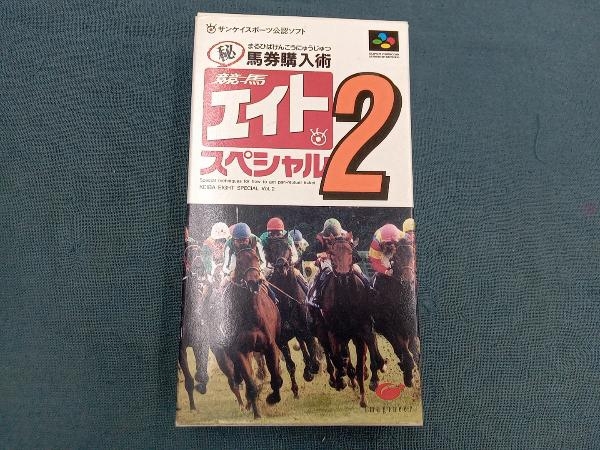 サンケイスポーツ公認ソフト
まるひばけんこうにゅうじゅつ
㊙馬券購入術
競馬
エイト
スペシャル2
Special techniques for how to get pari-mutuel ticket
KEIBA EIGHT SPECIAL Vol.2
SUPER FAMICOM
imagineer